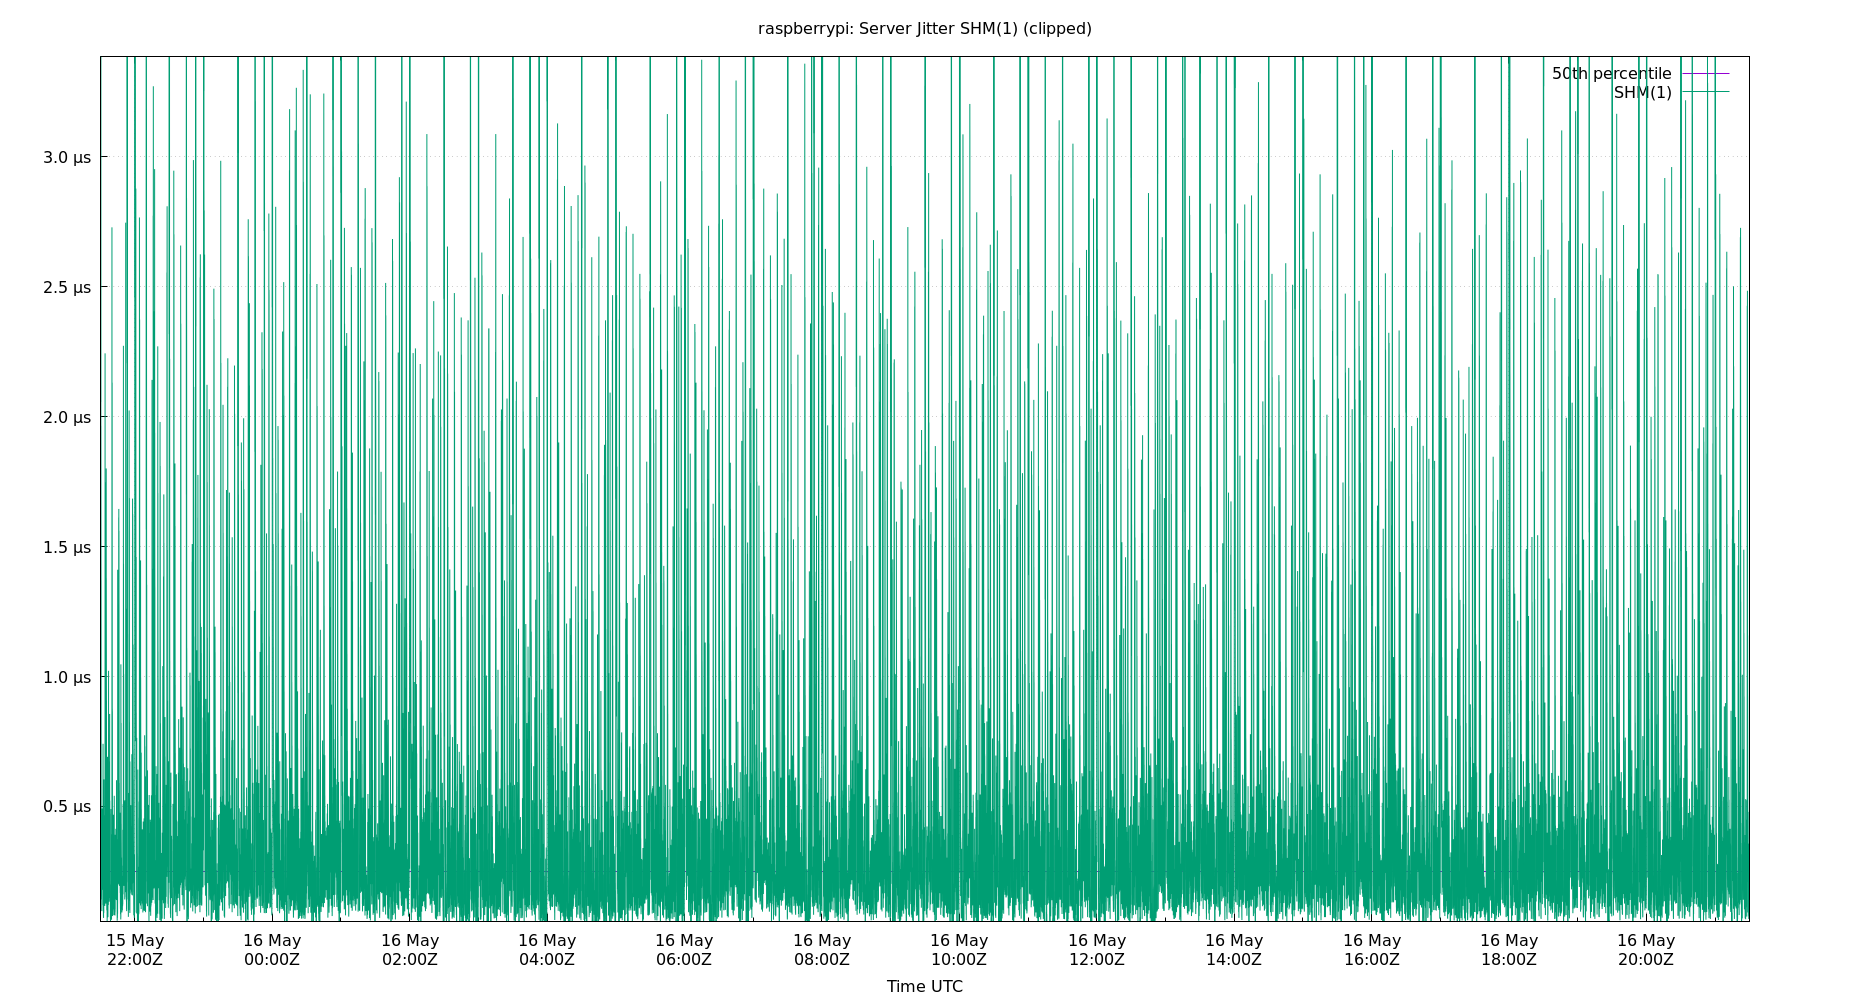 raspberrypi: Server Jitter SHM(1) (clipped)
50th percentile
SHM(1)
3.0 µs
2.5 µs
2.0 µs
1.5 µs
1.0 µs
0.5 µs
15 May 16 May 16 May 16 May 16 May 16 May 16 May 16 May 16 May 16 May 16 May 16 May
22:00Z 00:00Z 02:00Z 04:00Z 06:00Z 08:00Z 10:00Z 12:00Z 14:00Z 16:00Z 18:00Z 20:00Z
Time UTC